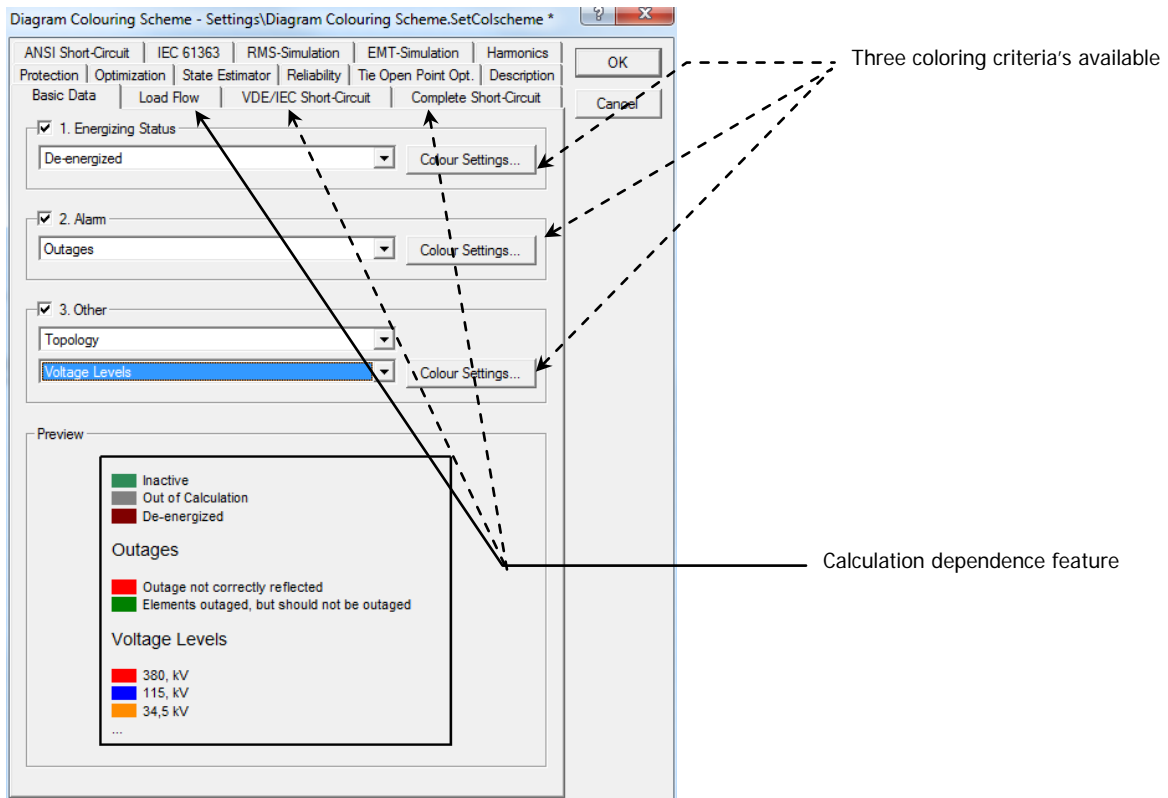 Diagram Colouring Scheme - Settings\Diagram Colouring Scheme.SetColscheme *
? X
ANSI Short-Circuit IEC 61363 RMS-Simulation EMT-Simulation Harmonics
OK
Three coloring criteria's available
Protection Optimization State Estimator Reliability Tie Open Point Opt. Description
Basic Data Load Flow VDE/IEC Short-Circuit Complete Short-Circuit
Cancel
1. Energizing Status
De-energized Colour Settings...
2. Alarm
Outages Colour Settings...
3. Other
Topology
Voltage Levels Colour Settings...
Preview
Inactive
Out of Calculation
De-energized
Outages
Calculation dependence feature
Outage not correctly reflected
Elements outaged, but should not be outaged
Voltage Levels
380, kV
115, kV
34,5 kV
...